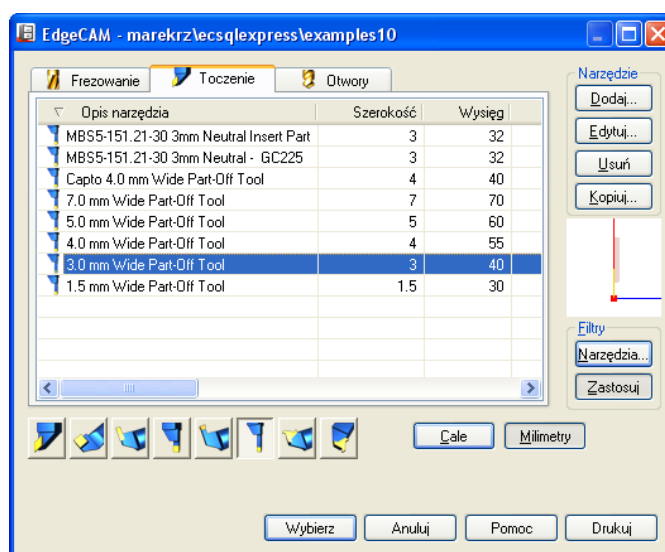 EdgeCAM - marekrz\ecsqlexpress\examples10
Frezowanie Toczenie Otwory
Opis narzędzia Szerokość Wysięg
MBS5-151.21-30 3mm Neutral Insert Part 3 32
MBS5-151.21-30 3mm Neutral - GC225 3 32
Capto 4.0 mm Wide Part-Off Tool 4 40
7.0 mm Wide Part-Off Tool 7 70
5.0 mm Wide Part-Off Tool 5 60
4.0 mm Wide Part-Off Tool 4 55
3.0 mm Wide Part-Off Tool 3 40
1.5 mm Wide Part-Off Tool 1.5 30
Narzędzie
Dodaj...
Edytuj...
Usuń
Kopiuj...
Filtry
Narzędzia...
Zastosuj
Cale Milimetry
Wybierz Anuluj Pomoc Drukuj